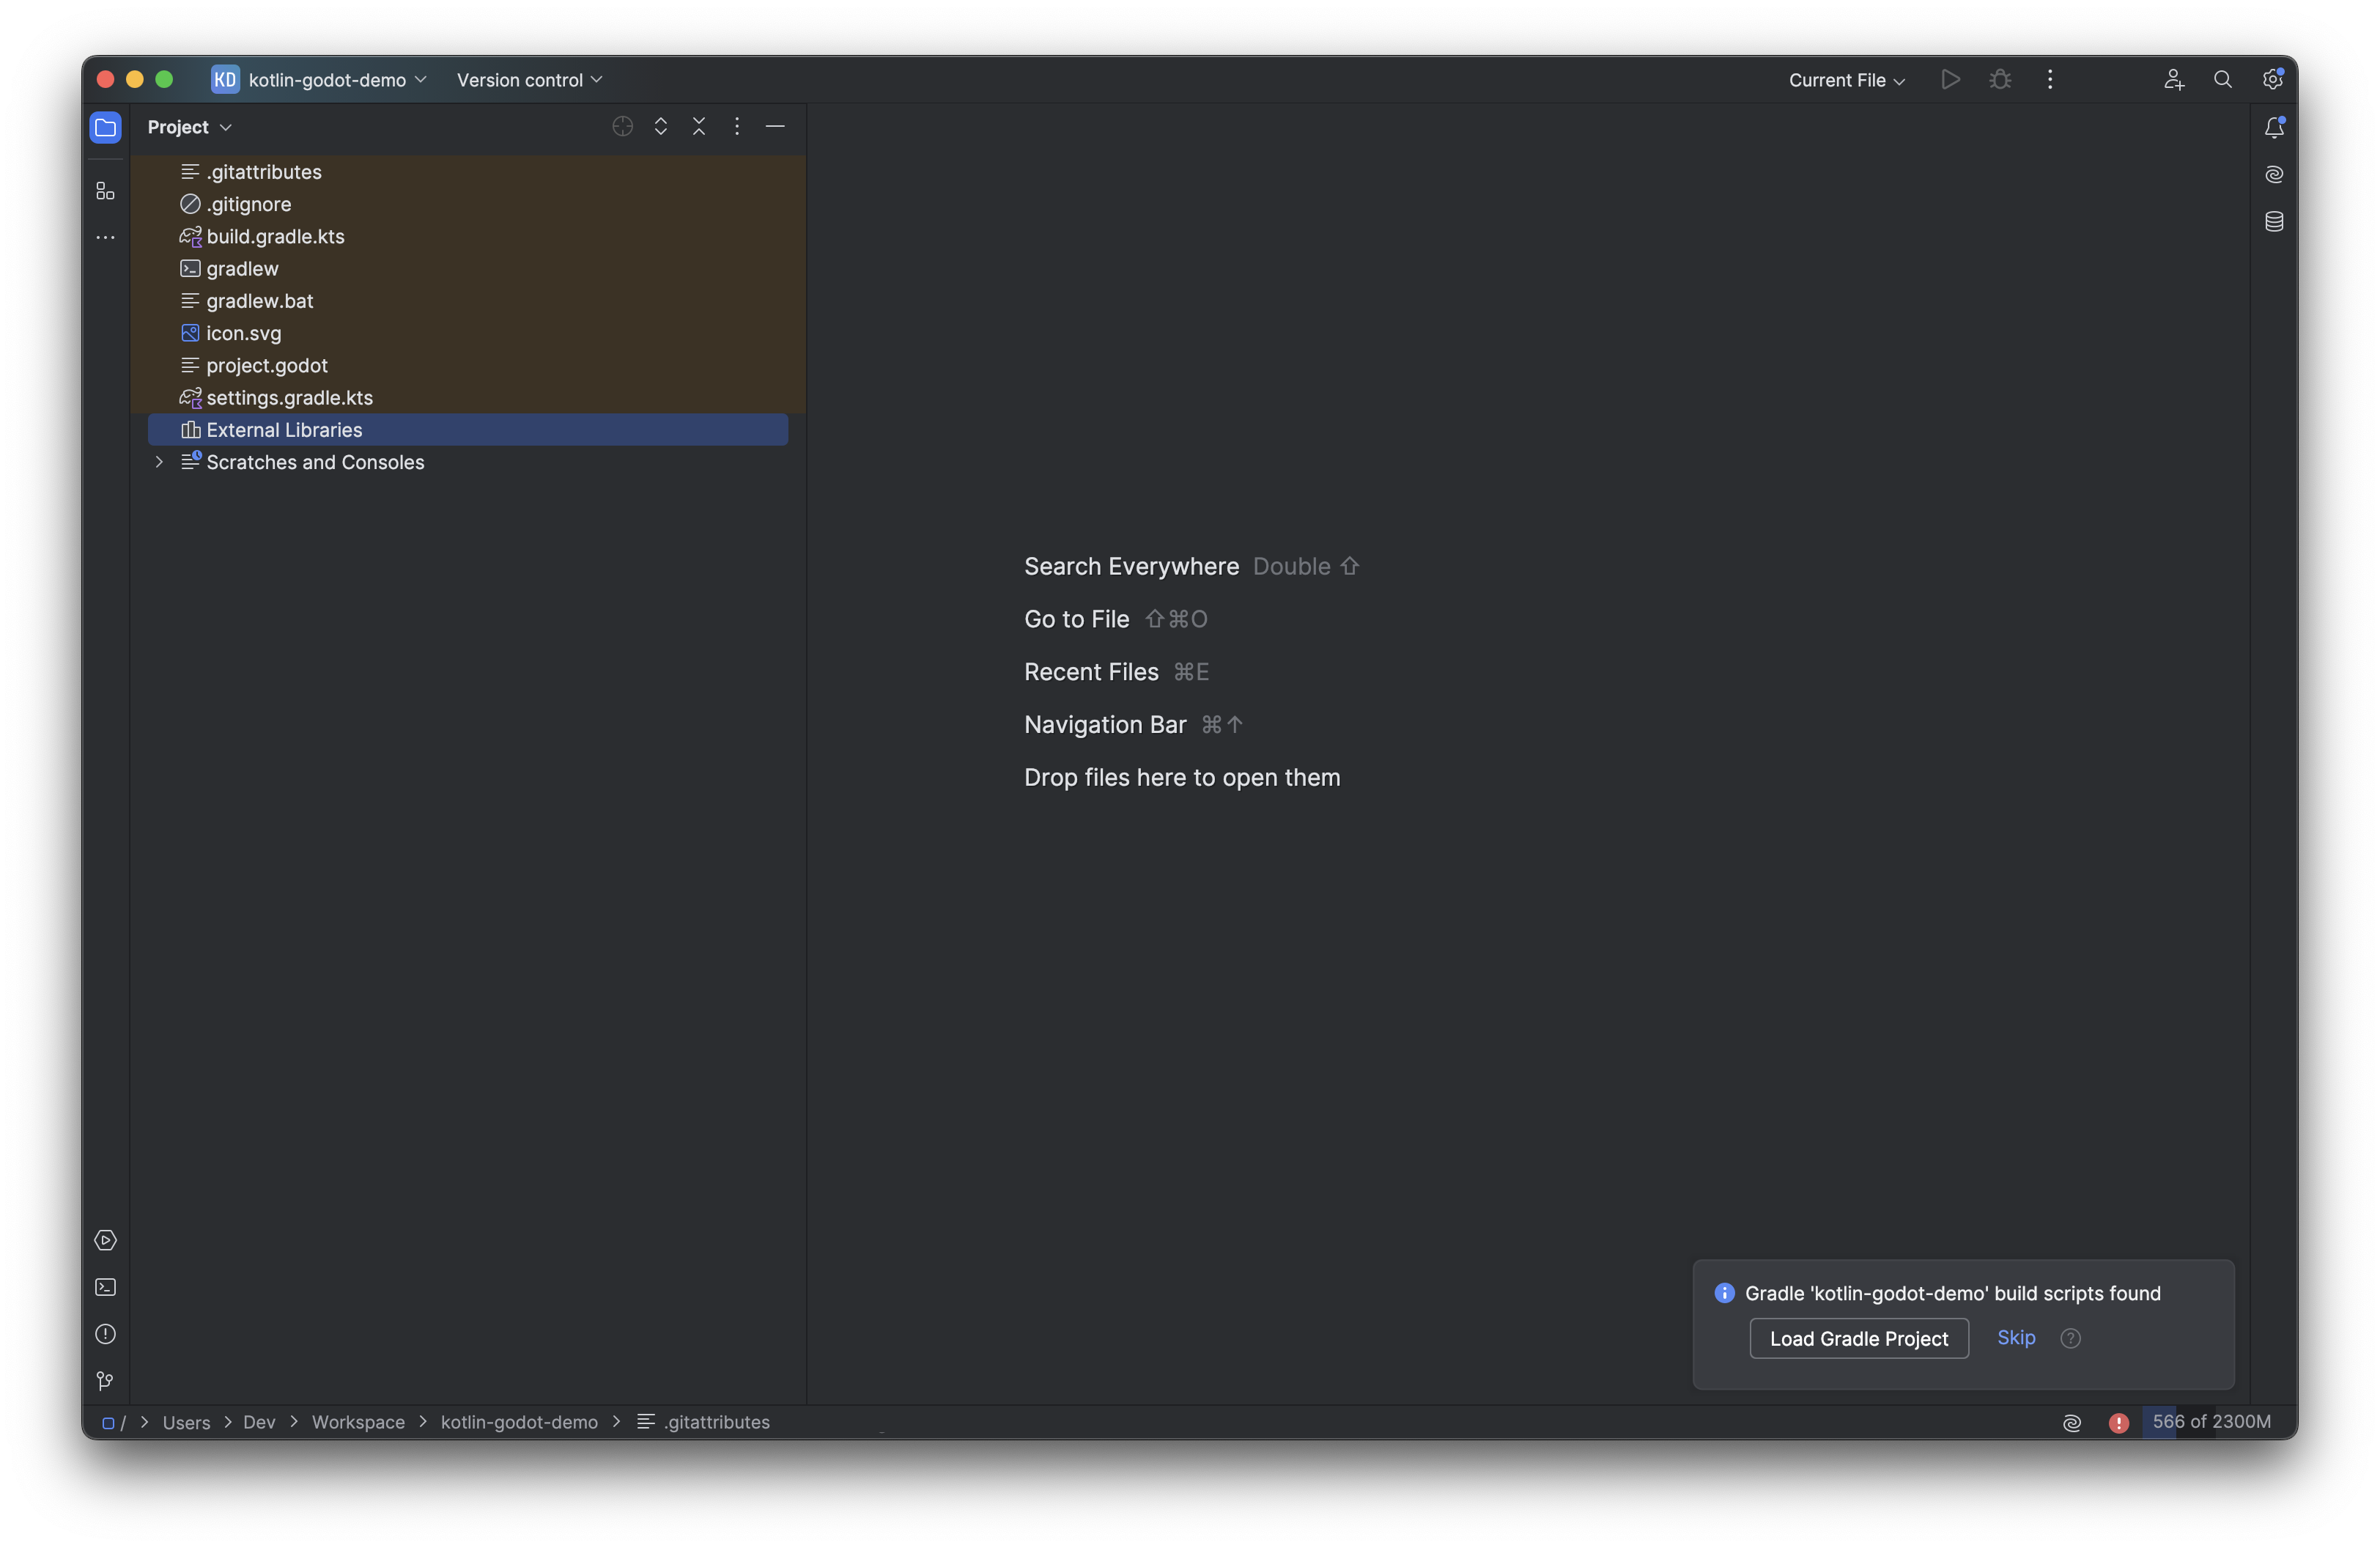 KD kotlin-godot-demo Version control Current File
Project
.gitattributes
.gitignore
build.gradle.kts
gradlew
gradlew.bat
icon.svg
project.godot
settings.gradle.kts
External Libraries
Scratches and Consoles
Search Everywhere Double ⇧
Go to File ⇧⌘O
Recent Files ⌘E
Navigation Bar ⌘↑
Drop files here to open them
Gradle 'kotlin-godot-demo' build scripts found
Load Gradle Project Skip ?
/ > Users > Dev > Workspace > kotlin-godot-demo > .gitattributes 566 of 2300M